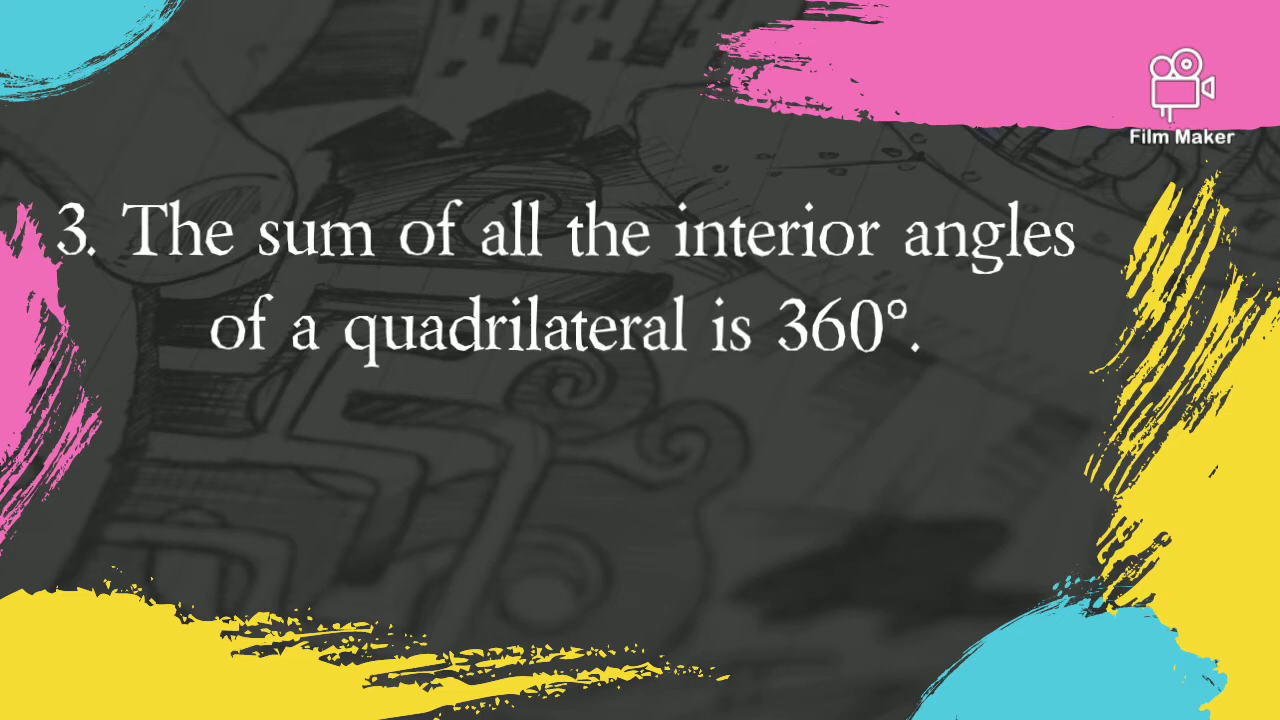 Film Maker
3. The sum of all the interior angles
of a quadrilateral is 360°.